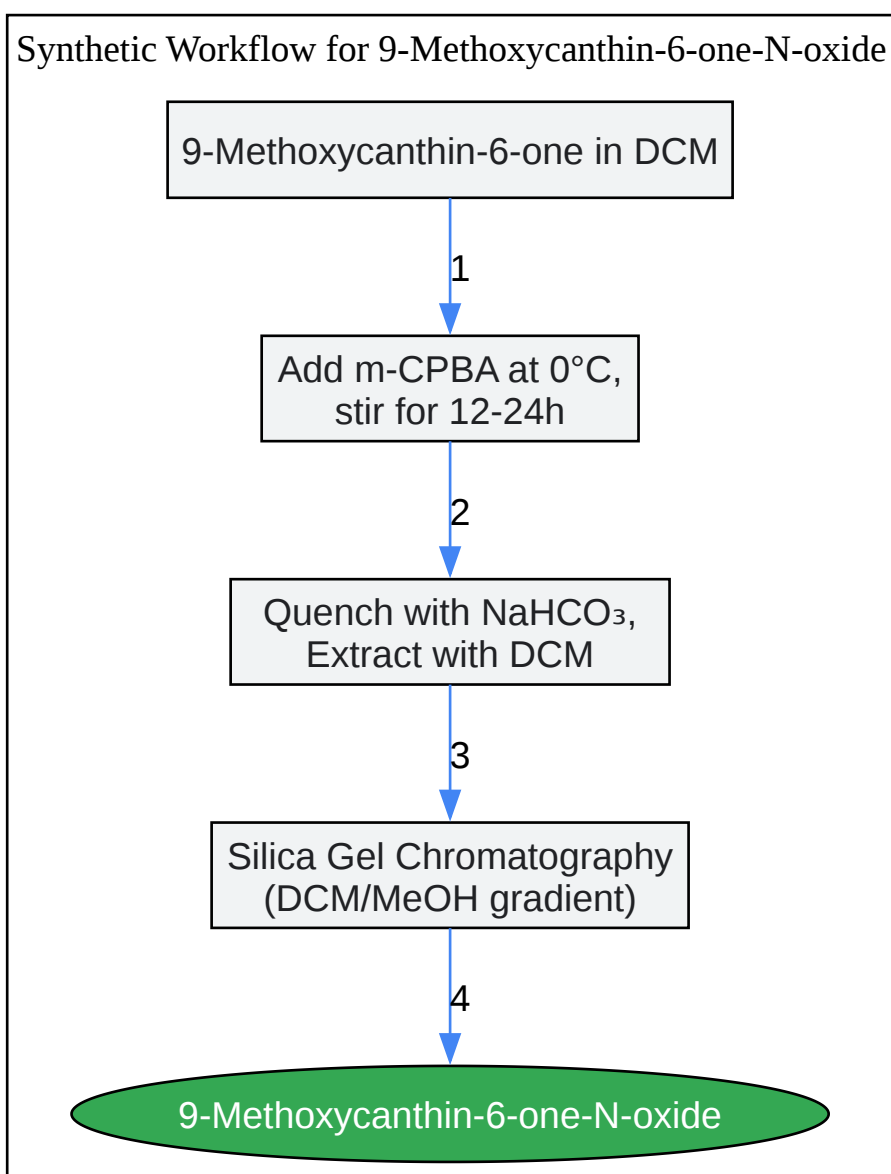 Synthetic Workflow for 9-Methoxycanthin-6-one-N-oxide
9-Methoxycanthin-6-one in DCM
1
Add m-CPBA at 0°C,
stir for 12-24h
2
Quench with NaHCO₃,
Extract with DCM
3
Silica Gel Chromatography
(DCM/MeOH gradient)
4
9-Methoxycanthin-6-one-N-oxide